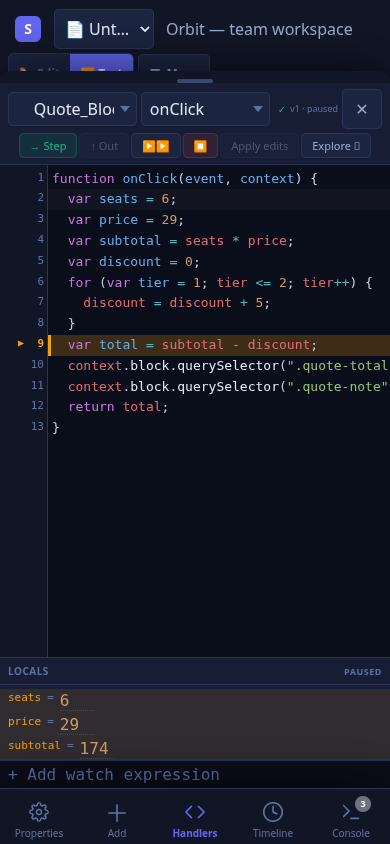 S
Unt...
Orbit — team workspace
Quote_Bloc
onClick
✓ v1 · paused
✕
→ Step
↑ Out
Apply edits
Explore
1 function onClick(event, context) {
2 var seats = 6;
3 var price = 29;
4 var subtotal = seats * price;
5 var discount = 0;
6 for (var tier = 1; tier <= 2; tier++) {
7 discount = discount + 5;
8 }
▶ 9 var total = subtotal - discount;
10 context.block.querySelector(".quote-total
11 context.block.querySelector(".quote-note"
12 return total;
13 }
LOCALS
PAUSED
seats = 6
price = 29
subtotal = 174
+ Add watch expression
3
Properties
Add
Handlers
Timeline
Console